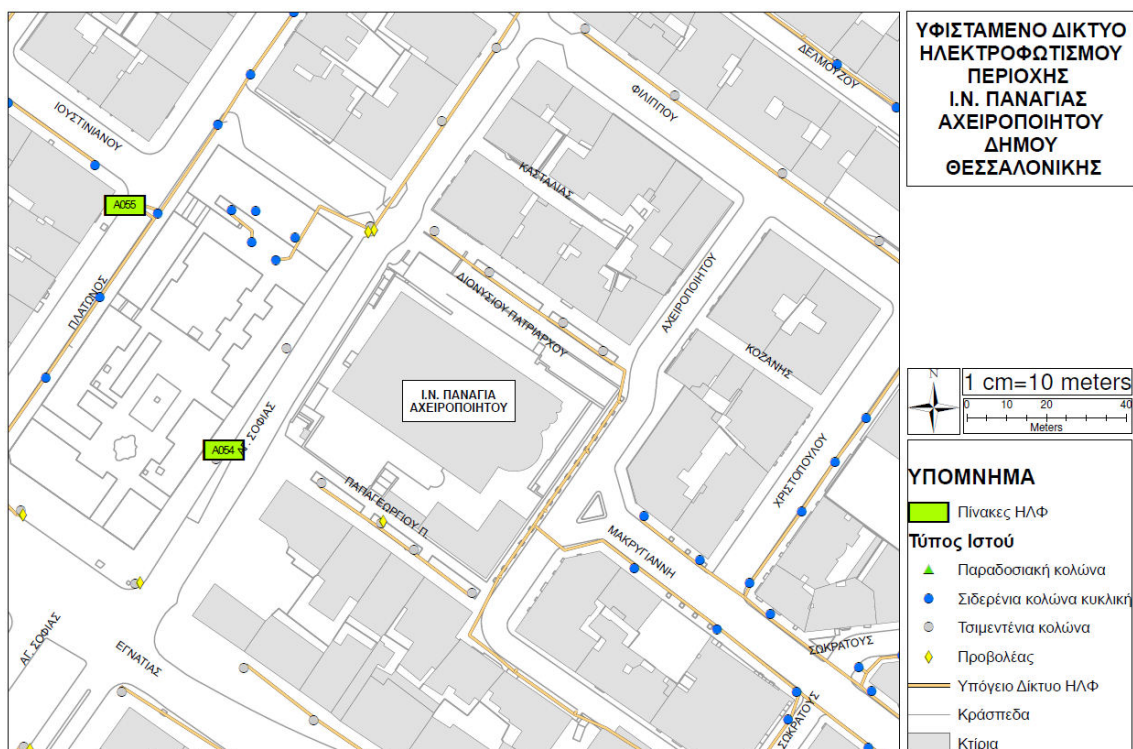 ΥΦΙΣΤΑΜΕΝΟ ΔΙΚΤΥΟ
ΗΛΕΚΤΡΟΦΩΤΙΣΜΟΥ
ΠΕΡΙΟΧΗΣ
Ι.Ν. ΠΑΝΑΓΙΑΣ
ΑΧΕΙΡΟΠΟΙΗΤΟΥ
ΔΗΜΟΥ
ΘΕΣΣΑΛΟΝΙΚΗΣ
ΔΕΛΜΟΥΖΟΥ
ΦΙΛΙΠΠΟΥ
ΙΟΥΣΤΙΝΙΑΝΟΥ
ΚΑΣΤΑΛΙΑΣ
A055
ΠΛΑΤΩΝΟΣ
ΔΙΟΝΥΣΙΟΥ ΠΑΤΡΙΑΡΧΟΥ
ΑΧΕΙΡΟΠΟΙΗΤΟΥ
ΚΟΖΑΝΗΣ
Ι.Ν. ΠΑΝΑΓΙΑ
ΑΧΕΙΡΟΠΟΙΗΤΟΥ
A054
ΣΟΦΙΑΣ
ΧΡΙΣΤΟΠΟΥΛΟΥ
ΠΑΠΑΓΕΩΡΓΙΟΥ Π.
ΜΑΚΡΥΓΙΑΝΝΗ
ΑΓ. ΣΟΦΙΑΣ
ΕΓΝΑΤΙΑΣ
ΣΩΚΡΑΤΟΥΣ
ΣΩΚΡΑΤΟΥΣ
N
1 cm=10 meters
0 10 20 40
Meters
ΥΠΟΜΝΗΜΑ
Πίνακες ΗΛΦ
Τύπος Ιστού
Παραδοσιακή κολώνα
Σιδερένια κολώνα κυκλική
Τσιμεντένια κολώνα
Προβολέας
Υπόγειο Δίκτυο ΗΛΦ
Κράσπεδα
Κτίρια